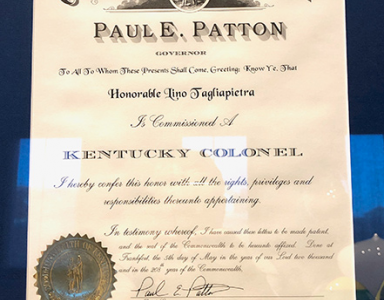 PAUL E. PATTON
GOVERNOR
To All To Whom These Presents Shall Come, Greeting: Know Ye, That
Honorable Lino Tagliapietra
Is Commissioned A
KENTUCKY COLONEL
I hereby confer this honor with all the rights, privileges and
responsibilities thereunto appertaining.
In testimony whereof, I have caused these letters to be made patent,
and the seal of the Commonwealth to be hereunto affixed. Done at
Frankfort, the 5th day of May in the year of our Lord two thousand
and in the 208 year of the Commonwealth.
Paul E. Patton